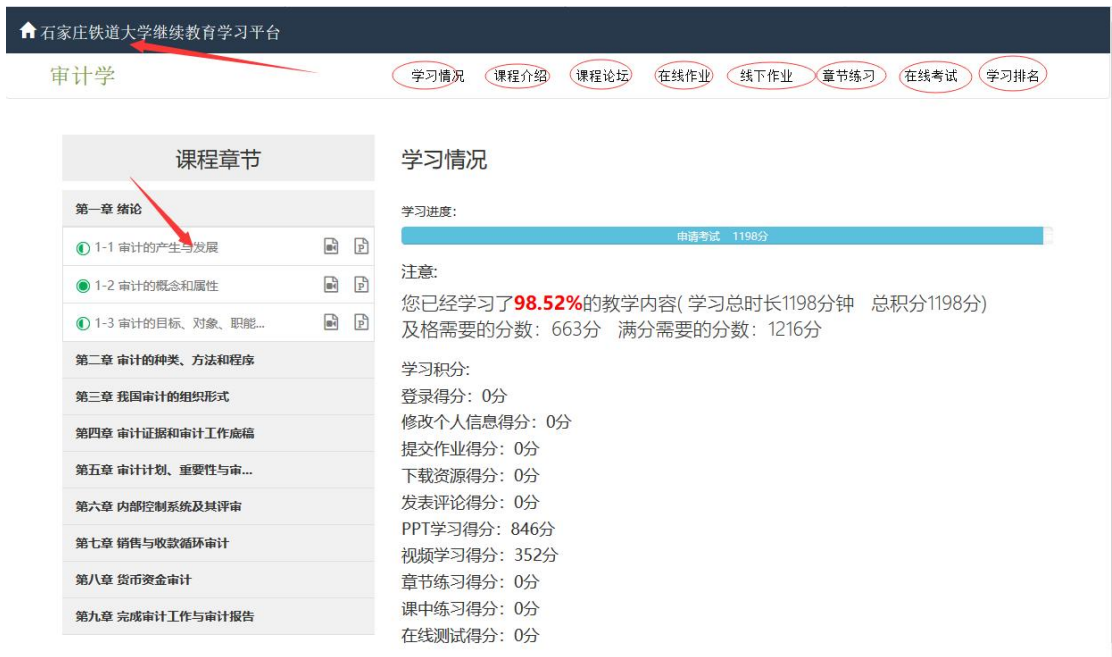 石家庄铁道大学继续教育学习平台
审计学
学习情况 课程介绍 课程论坛 在线作业 线下作业 章节练习 在线考试 学习排名
课程章节
第一章 绪论
1-1 审计的产生与发展
1-2 审计的概念和属性
1-3 审计的目标、对象、职能...
第二章 审计的种类、方法和程序
第三章 我国审计的组织形式
第四章 审计证据和审计工作底稿
第五章 审计计划、重要性与审...
第六章 内部控制系统及其评审
第七章 销售与收款循环审计
第八章 货币资金审计
第九章 完成审计工作与审计报告
学习情况
学习进度:
申请考试 1198分
注意:
您已经学习了98.52%的教学内容( 学习总时长1198分钟 总积分1198分)
及格需要的分数：663分 满分需要的分数：1216分
学习积分:
登录得分：0分
修改个人信息得分：0分
提交作业得分：0分
下载资源得分：0分
发表评论得分：0分
PPT学习得分：846分
视频学习得分：352分
章节练习得分：0分
课中练习得分：0分
在线测试得分：0分